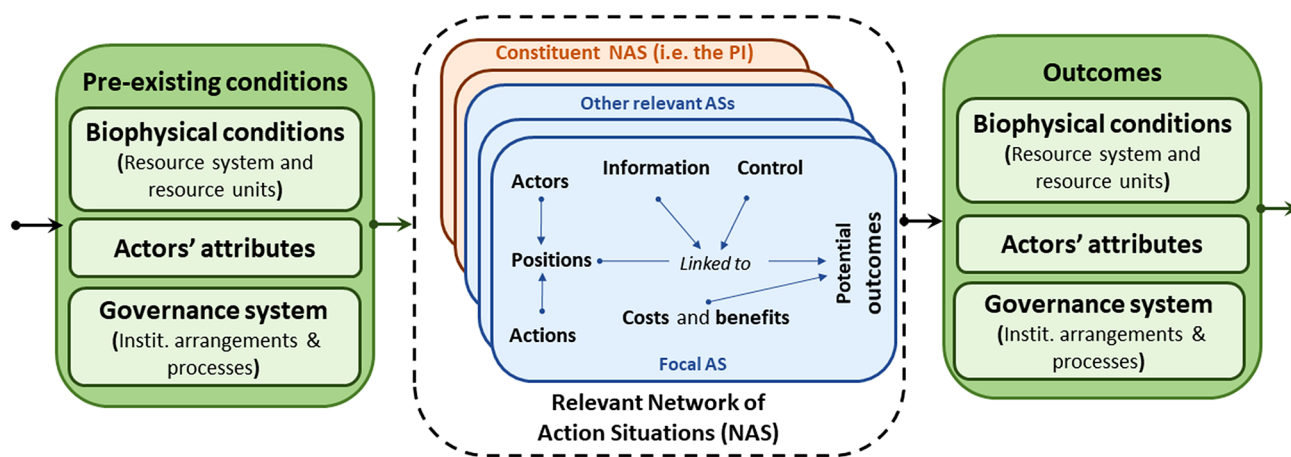 Pre-existing conditions
Biophysical conditions
(Resource system and
resource units)
Actors’ attributes
Governance system
(Instit. arrangements &
processes)
Constituent NAS (i.e. the PI)
Other relevant ASs
Information
Control
Actors
Positions
Linked to
Actions
Costs and benefits
Potential
outcomes
Focal AS
Relevant Network of
Action Situations (NAS)
Outcomes
Biophysical conditions
(Resource system and
resource units)
Actors’ attributes
Governance system
(Instit. arrangements &
processes)